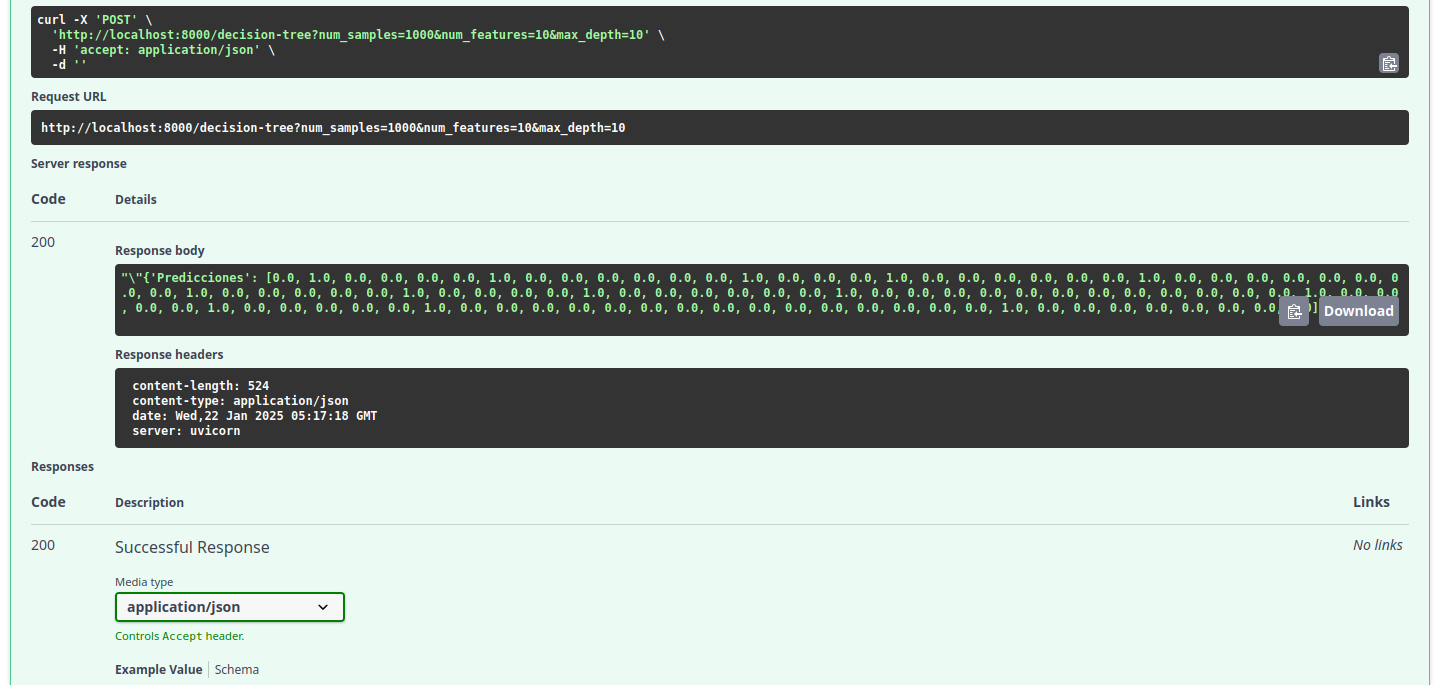 curl -X 'POST' \
'http://localhost:8000/decision-tree?num_samples=1000&num_features=10&max_depth=10' \
-H 'accept: application/json' \
-d ''
Request URL
http://localhost:8000/decision-tree?num_samples=1000&num_features=10&max_depth=10
Server response
Code Details
200
Response body
"\"{'Predicciones': [0.0, 1.0, 0.0, 0.0, 0.0, 0.0, 1.0, 0.0, 0.0, 0.0, 0.0, 0.0, 0.0, 1.0, 0.0, 0.0, 0.0, 1.0, 0.0, 0.0, 0.0, 0.0, 0.0, 0.0, 1.0, 0.0, 0.0, 0.0, 0.0, 0.0, 0.0, 0
.0, 0.0, 1.0, 0.0, 0.0, 0.0, 0.0, 0.0, 1.0, 0.0, 0.0, 0.0, 0.0, 1.0, 0.0, 0.0, 0.0, 0.0, 0.0, 0.0, 1.0, 0.0, 0.0, 0.0, 0.0, 0.0, 0.0, 0.0, 0.0, 0.0, 0.0, 0.0, 0.0, 1.0, 0.0, 0.0
, 0.0, 0.0, 1.0, 0.0, 0.0, 0.0, 0.0, 0.0, 1.0, 0.0, 0.0, 0.0, 0.0, 0.0, 0.0, 0.0, 0.0, 0.0, 0.0, 0.0, 0.0, 0.0, 0.0, 0.0, 1.0, 0.0, 0.0, 0.0, 0.0, 0.0, 0.0, 0.0
Download
Response headers
content-length: 524
content-type: application/json
date: Wed,22 Jan 2025 05:17:18 GMT
server: uvicorn
Responses
Code Description Links
200 Successful Response No links
Media type
application/json
Controls Accept header.
Example Value Schema